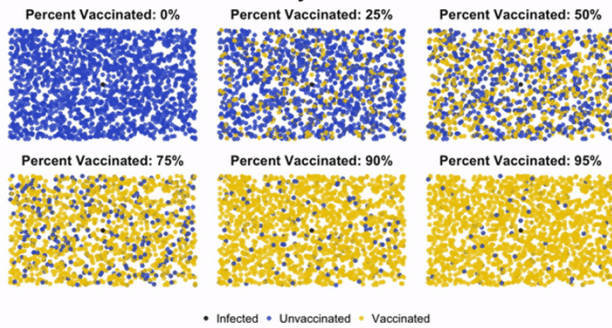 Percent Vaccinated: 0%
Percent Vaccinated: 25%
Percent Vaccinated: 50%
Percent Vaccinated: 75%
Percent Vaccinated: 90%
Percent Vaccinated: 95%
Infected
Unvaccinated
Vaccinated